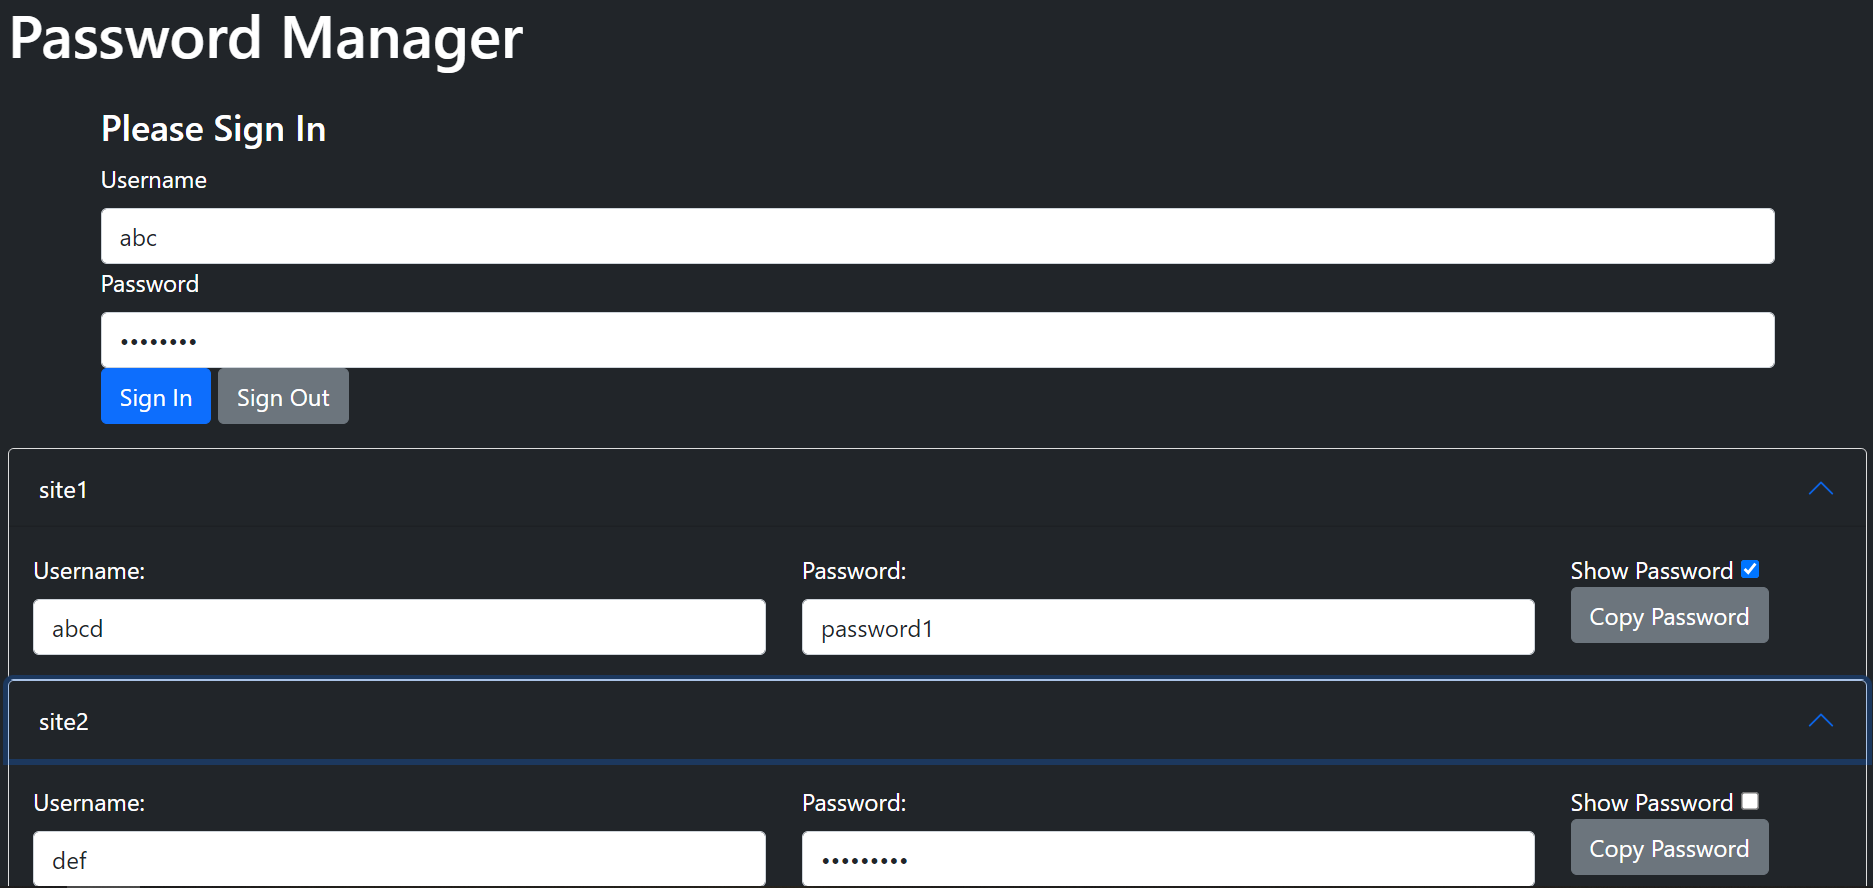 Password Manager
Please Sign In
Username
abc
Password
••••••••
Sign In Sign Out
site1
Username: Password: Show Password
abcd password1 Copy Password
site2
Username: Password: Show Password
def ••••••••• Copy Password